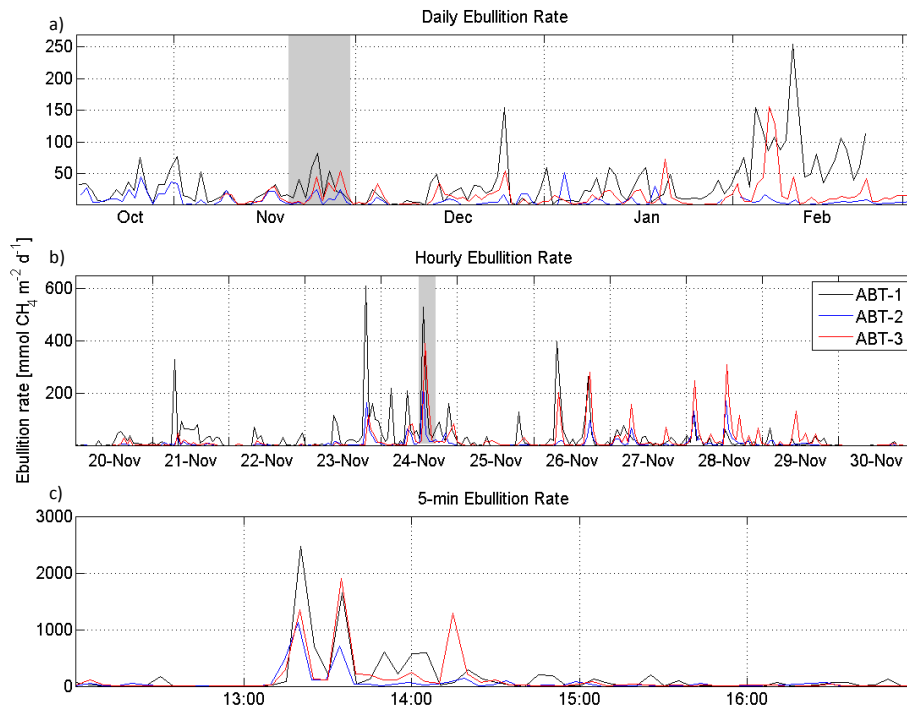 a)
Daily Ebullition Rate
250
200
150
100
50
Oct
Nov
Dec
Jan
Feb
Ebullition rate [mmol CH4 m-2 d-1]
b)
Hourly Ebullition Rate
600
400
200
ABT-1
ABT-2
ABT-3
20-Nov
21-Nov
22-Nov
23-Nov
24-Nov
25-Nov
26-Nov
27-Nov
28-Nov
29-Nov
30-Nov
c)
5-min Ebullition Rate
3000
2000
1000
0
13:00
14:00
15:00
16:00